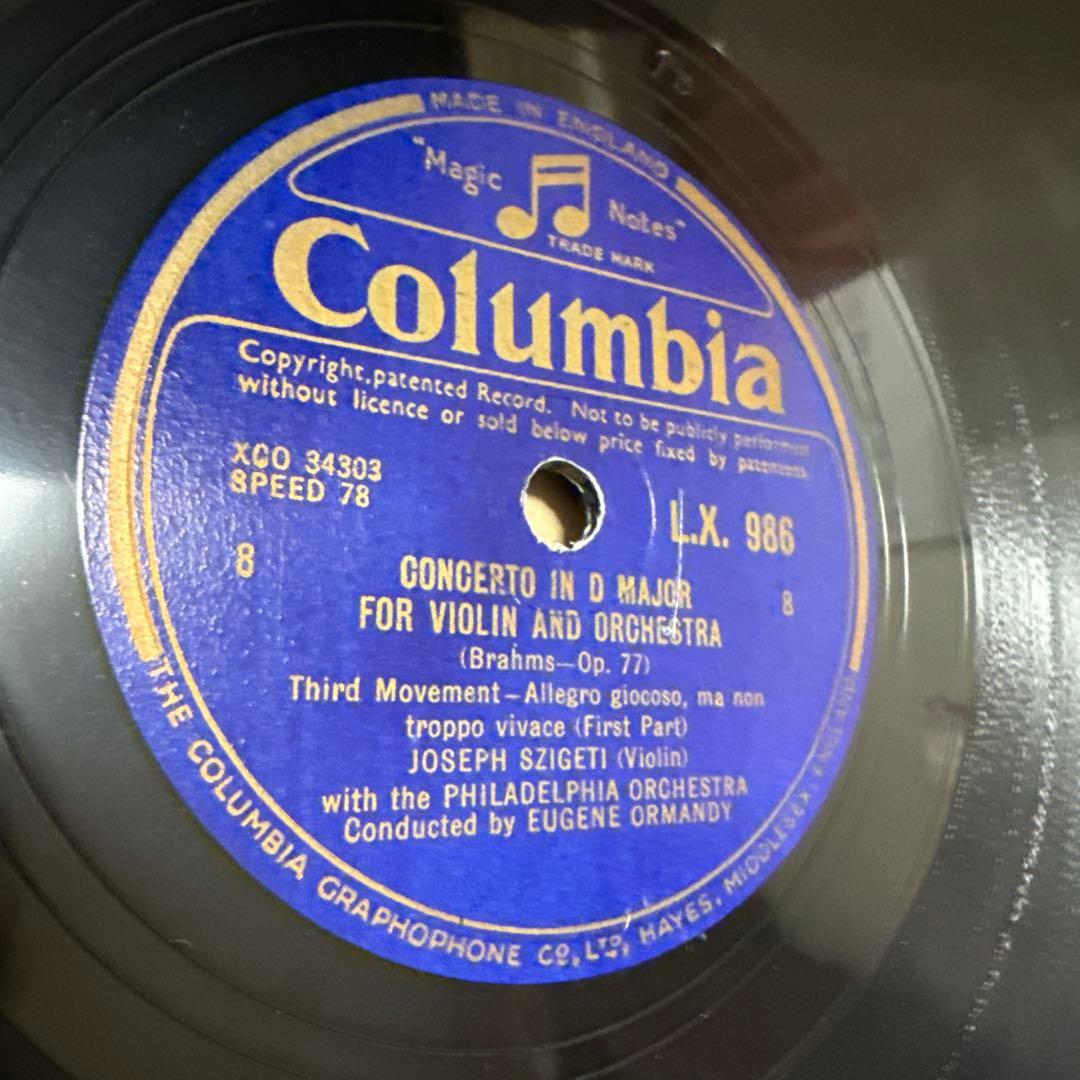 MADE IN ENGLAND
"Magic Notes"
TRADE MARK
Columbia
Copyright, patented Record. Not to be publicly performed
without licence or sold below price fixed by patentees.
XCO 34303
SPEED 78
L.X. 986
8
8
CONCERTO IN D MAJOR
FOR VIOLIN AND ORCHESTRA
(Brahms—Op. 77)
Third Movement—Allegro giocoso, ma non
troppo vivace (First Part)
JOSEPH SZIGETI (Violin)
with the PHILADELPHIA ORCHESTRA
Conducted by EUGENE ORMANDY
THE COLUMBIA GRAPHOPHONE CO., LTD., HAYES, MIDDLESEX, ENGLAND